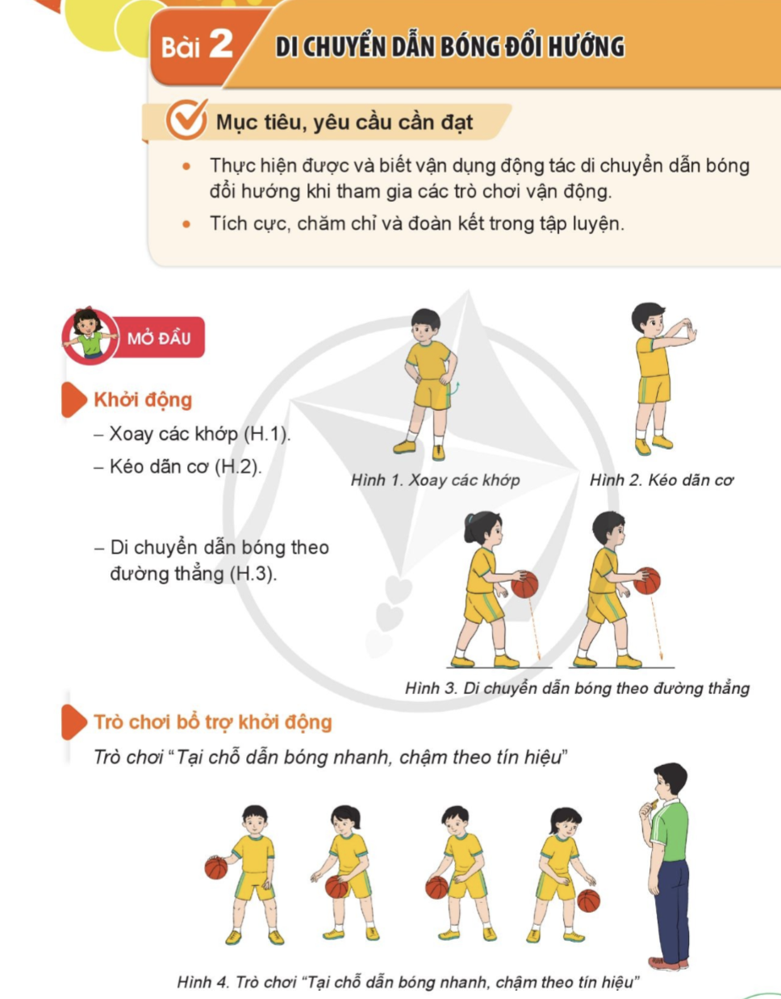 Bài 2
DI CHUYỂN DẪN BÓNG ĐỔI HƯỚNG
Mục tiêu, yêu cầu cần đạt
• Thực hiện được và biết vận dụng động tác di chuyển dẫn bóng
đổi hướng khi tham gia các trò chơi vận động.
• Tích cực, chăm chỉ và đoàn kết trong tập luyện.
MỞ ĐẦU
Khởi động
– Xoay các khớp (H.1).
– Kéo dãn cơ (H.2).
Hình 1. Xoay các khớp
Hình 2. Kéo dãn cơ
– Di chuyển dẫn bóng theo
đường thẳng (H.3).
Hình 3. Di chuyển dẫn bóng theo đường thẳng
Trò chơi bổ trợ khởi động
Trò chơi “Tại chỗ dẫn bóng nhanh, chậm theo tín hiệu”
Hình 4. Trò chơi “Tại chỗ dẫn bóng nhanh, chậm theo tín hiệu”